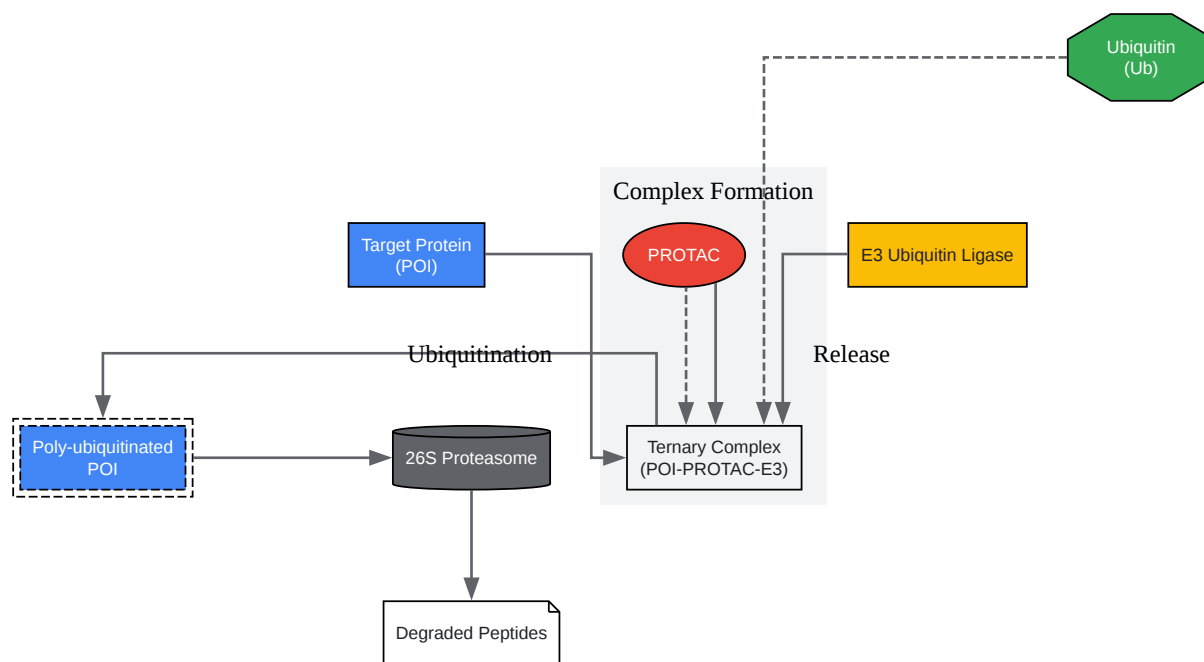 Ubiquitin
(Ub)
Complex Formation
Target Protein
(POI)
PROTAC
E3 Ubiquitin Ligase
Ubiquitination
Release
Poly-ubiquitinated
POI
26S Proteasome
Ternary Complex
(POI-PROTAC-E3)
Degraded Peptides